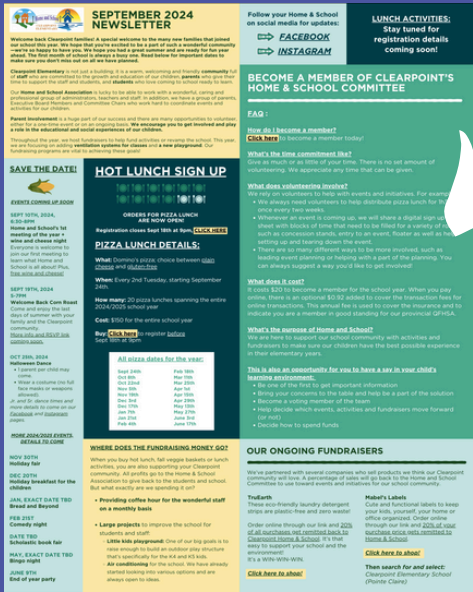 SEPTEMBER 2024
NEWSLETTER
Welcome back Clearpoint families! A special welcome to the many new families that joined
our school this year. We hope that you're excited to be a part of such a wonderful community
-we're so happy to have you. We hope you had a great summer and are ready for fair year
ahead. The first month of school is always a busy one. Read below for important dates to
make sure you don't miss out on all we have planned.
Clearpoint Elementary is not just a building: it is a warm, welcoming and friendly community full
of staff who are committed to the growth and education of our children; parents who give their
time to support the staff and students, and students who love coming to school ready to learn.
Our Home and School Association is lucky to be able to work with a wonderful, caring and
professional group of administrators, teachers and staff. In addition, we have a group of parents,
Executive Board Members and Committee Chairs who work hard to coordinate events and
activities for our children.
Parent involvement is a huge part of our success and there are many opportunities to volunteer,
either for a one-time event or on an ongoing basis. We encourage you to get involved and play
a role in the educational and social experiences of our children.
Throughout the year, we host fundraisers to help fund activities or revamp the school. This year,
we are focusing on adding ventilation systems for classes and a new playground. Our
fundraising programs are vital to achieving these goals!
Follow your Home & School
on social media for updates:
FACEBOOK
INSTAGRAM
LUNCH ACTIVITIES:
Stay tuned for
registration details
coming soon!
SAVE THE DATE!
EVENTS COMING UP SOON
SEPT 10TH, 2024,
6:30-8PM
Home and School's 1st
meeting of the year +
wine and cheese night
Everyone is welcome to
join our first meeting to
learn what Home and
School is all about! Plus,
free wine and cheese!
SEPT 19TH, 2024,
5-7PM
Welcome Back Corn Roast
Come and enjoy the last
days of summer with your
family and the Clearpoint
community.
More info and RSVP link
coming soon.
OCT 25TH, 2024
Halloween Dance
• 1 parent per child may
come.
• Wear a costume (no full
face masks or weapons
allowed).
Jr. and Sr. dance times and
more details to come on our
Facebook and Instagram
pages.
MORE 2024/2025 EVENTS,
DETAILS TO COME
NOV 30TH
Holiday fair
DEC 20TH
Holiday breakfast for the
children
JAN, EXACT DATE TBD
Bread and Beyond
FEB 21ST
Comedy night
DATE TBD
Scholastic book fair
MAY, EXACT DATE TBD
Bingo night
JUNE 9TH
End of year party
HOT LUNCH SIGN UP
ORDERS FOR PIZZA LUNCH
ARE NOW OPEN!
Registration closes Sept 18th at 9pm, CLICK HERE
PIZZA LUNCH DETAILS:
What: Domino's pizza: choice between plain
cheese and gluten-free
When: Every 2nd Tuesday, starting September
24th.
How many: 20 pizza lunches spanning the entire
2024/2025 school year
Cost: $150 for the entire school year
Buy: Click here to register before
Sept 18th at 9pm
All pizza dates for the year:
Sept 24th Feb 18th
Oct 8th Mar 11th
Oct 22nd Mar 25th
Nov 5th Apr 1st
Nov 19th Apr 15th
Dec 3rd Apr 29th
Dec 17th May 13th
Jan 7th May 27th
Jan 21st June 3rd
Feb 4th June 17th
WHERE DOES THE FUNDRAISING MONEY GO?
When you buy hot lunch, fall veggie baskets or lunch
activities, you are also supporting your Clearpoint
community. All profits go to the Home & School
Association to give back to the students and school.
But what exactly are we spending it on?
• Providing coffee hour for the wonderful staff
on a monthly basis
• Large projects to improve the school for
students and staff:
◦ Little kids playground: One of our big goals is to
raise enough to build an outdoor play structure
that's specifically for the K4 and K5 kids.
◦ Air conditioning for the school. We have already
started looking into various options and are
always open to ideas.
BECOME A MEMBER OF CLEARPOINT'S
HOME & SCHOOL COMMITTEE
FAQ :
How do I become a member?
Click here to become a member today!
What's the time commitment like?
Give as much or as little of your time. There is no set amount of
volunteering. We appreciate any time that can be given.
What does volunteering involve?
We rely on volunteers to help with events and initiatives. For example
• We always need volunteers to help distribute pizza lunch for th
once every two weeks.
• Whenever an event is coming up, we will share a digital sign up
sheet with blocks of time that need to be filled for a variety of ro
such as concession stands, entry to an event, floater as well as he
setting up and tearing down the event.
• There are so many different ways to be more involved, such as
leading event planning or helping with a part of the planning. You
can always suggest a way you'd like to get involved!
What does it cost?
It costs $20 to become a member for the school year. When you pay
online, there is an optional $0.92 added to cover the transaction fees for
online transactions. This annual fee is used to cover the insurance and to
indicate you are a member in good standing for our provincial QFHSA.
What's the purpose of Home and School?
We are here to support our school community with activities and
fundraisers to make sure our children have the best possible experience
in their elementary years.
This is also an opportunity for you to have a say in your child's
learning environment:
• Be one of the first to get important information
• Bring your concerns to the table and help be a part of the solution
• Become a voting member of the team
• Help decide which events, activities and fundraisers move forward
(or not)
• Decide how to spend funds
OUR ONGOING FUNDRAISERS
We've partnered with several companies who sell products we think our Clearpoint
community will love. A percentage of sales will go back to the Home and School
Committee to use toward events and initiatives for our school community.
TruEarth
These eco-friendly laundry detergent
strips are plastic-free and zero waste!
Order online through our link and 20%
of all purchases get remitted back to
Clearpoint Home & School. It's that
easy to support your school and the
environment!
It's a WIN-WIN-WIN.
Click here to shop!
Mabel's Labels
Cute and functional labels to keep
your kids, yourself, your home or
office organized. Order online
through our link and 20% of your
purchase price gets remitted to
Home & School.
Click here to shop!
Then search for and select:
Clearpoint Elementary School
(Pointe Claire)